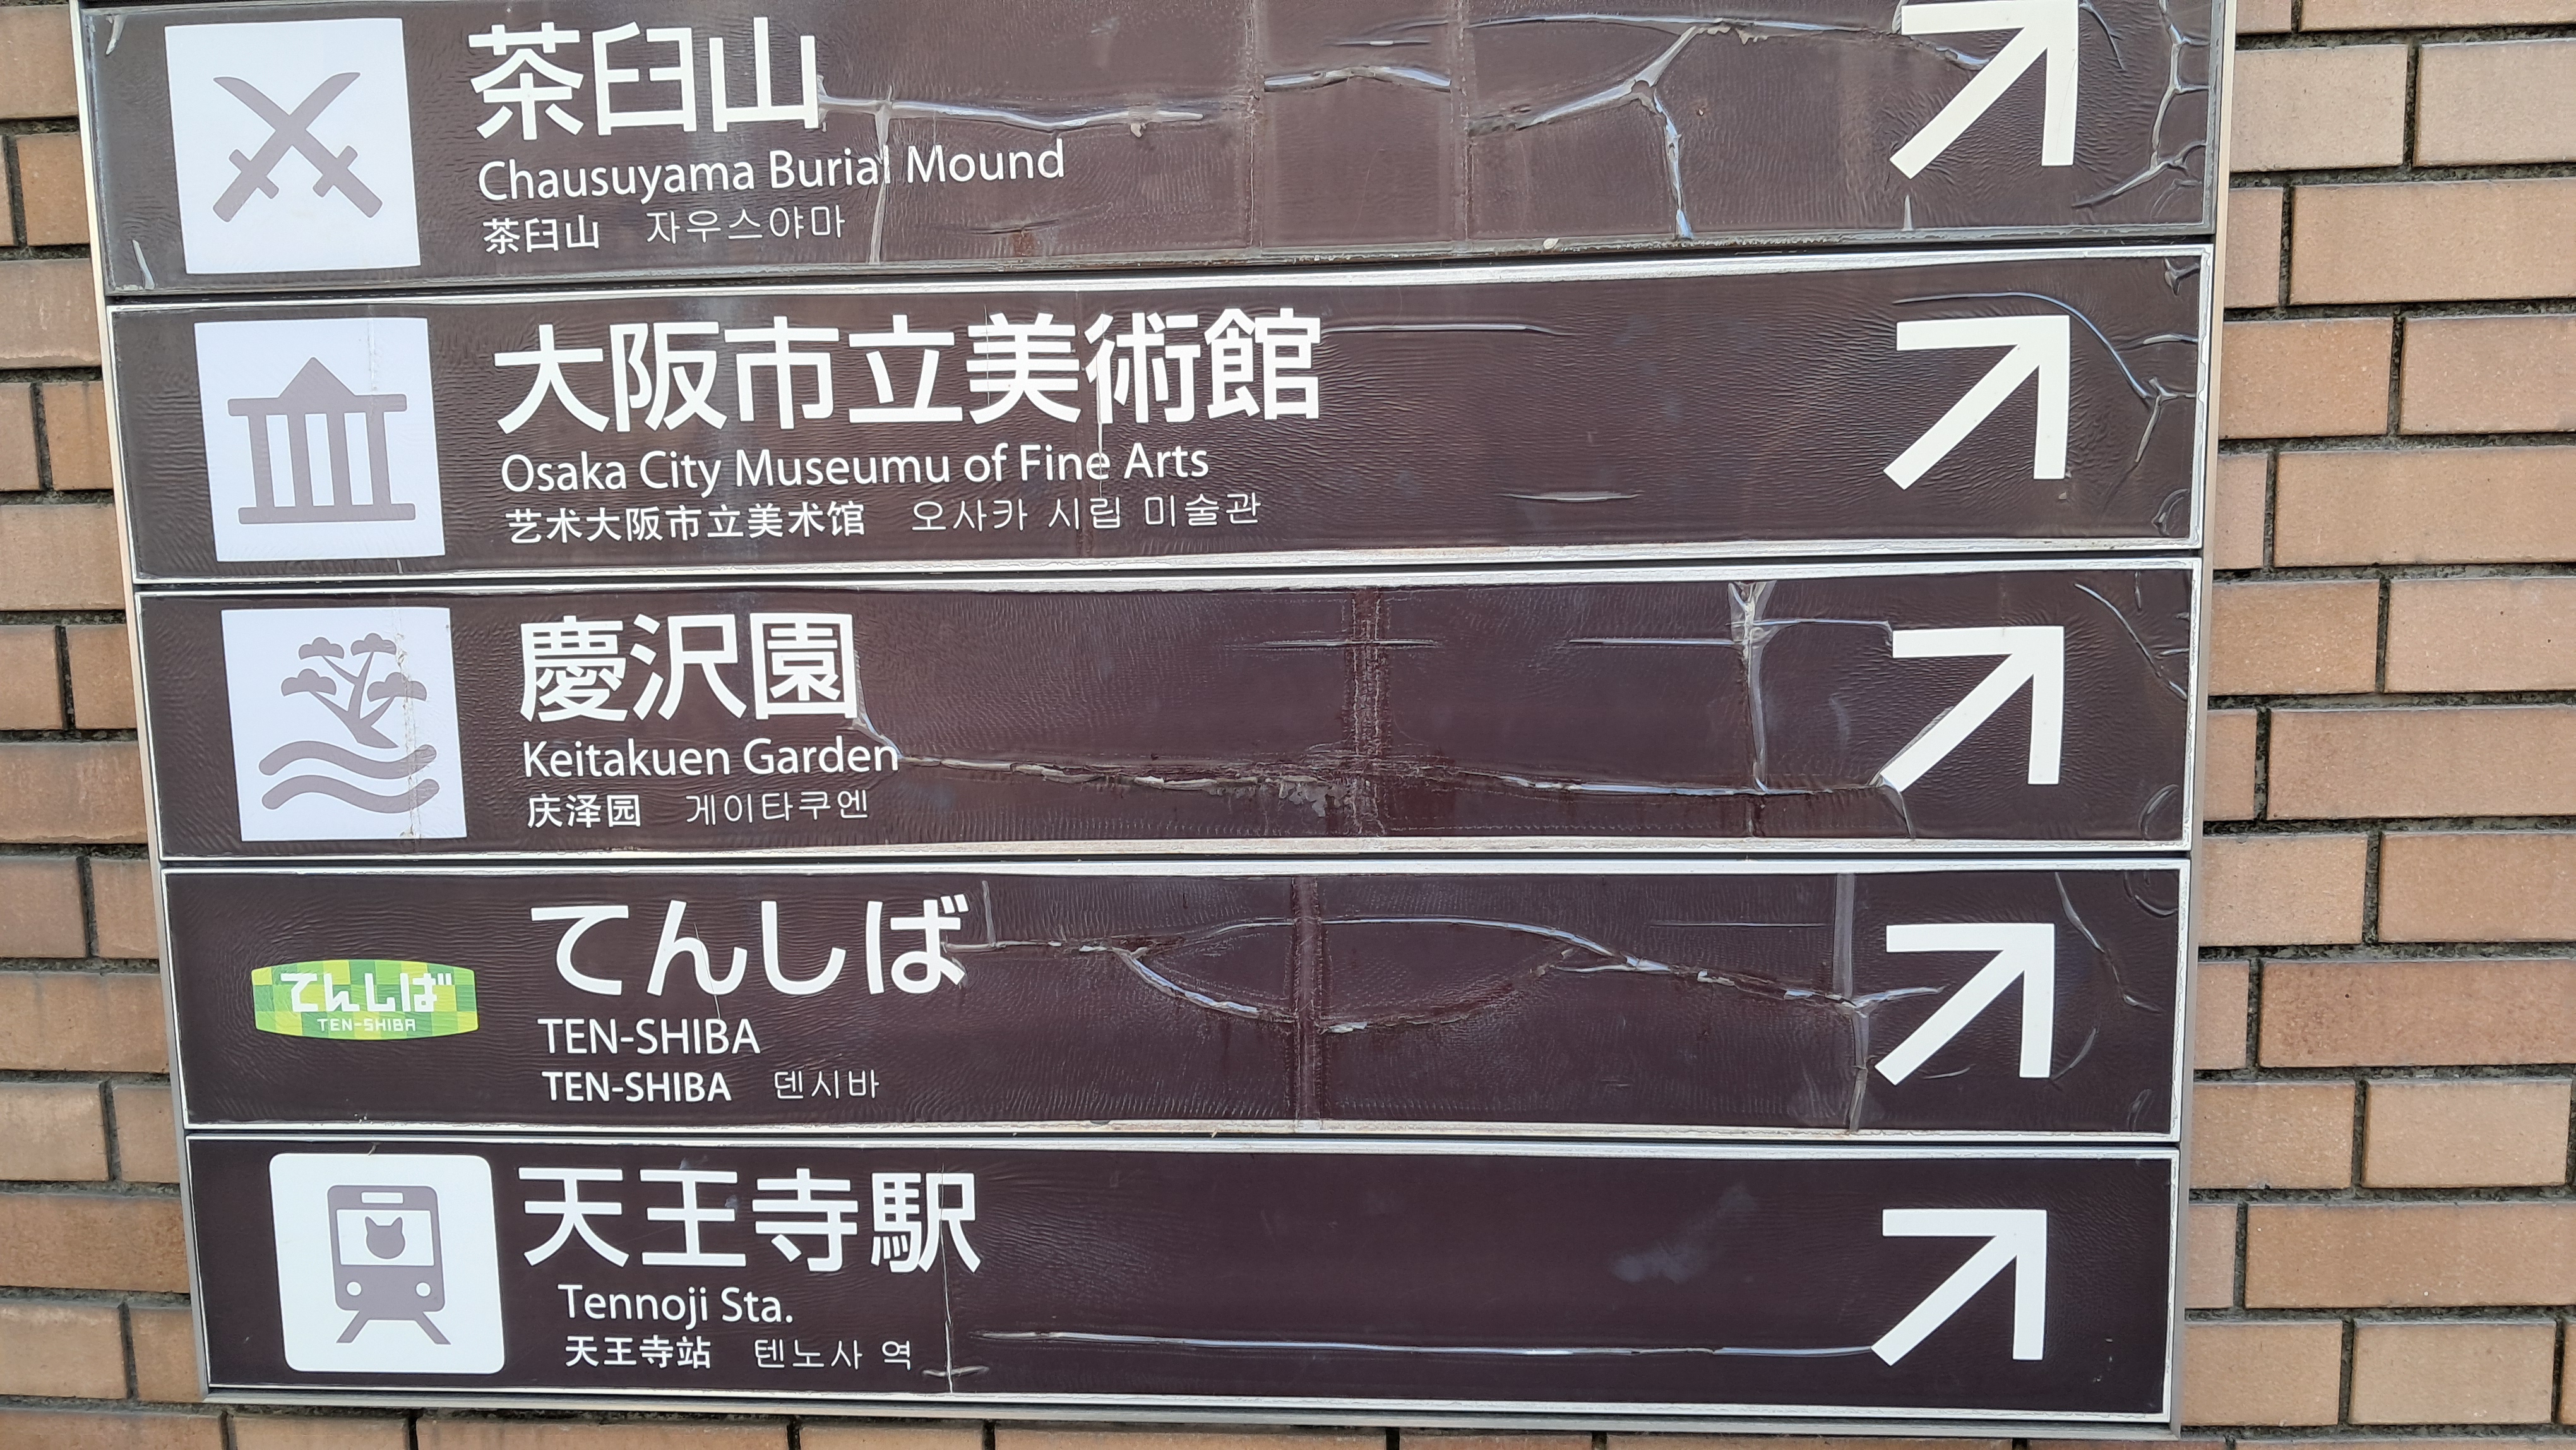 茶臼山
Chausuyama Burial Mound
茶臼山 자우스야마
大阪市立美術館
Osaka City Museumu of Fine Arts
艺术大阪市立美术馆 오사카 시립 미술관
慶沢園
Keitakuen Garden
庆泽园 게이타쿠엔
てんしば
TEN-SHIBA
てんしば
TEN-SHIBA
TEN-SHIBA 덴시바
天王寺駅
Tennoji Sta.
天王寺站 텐노사 역